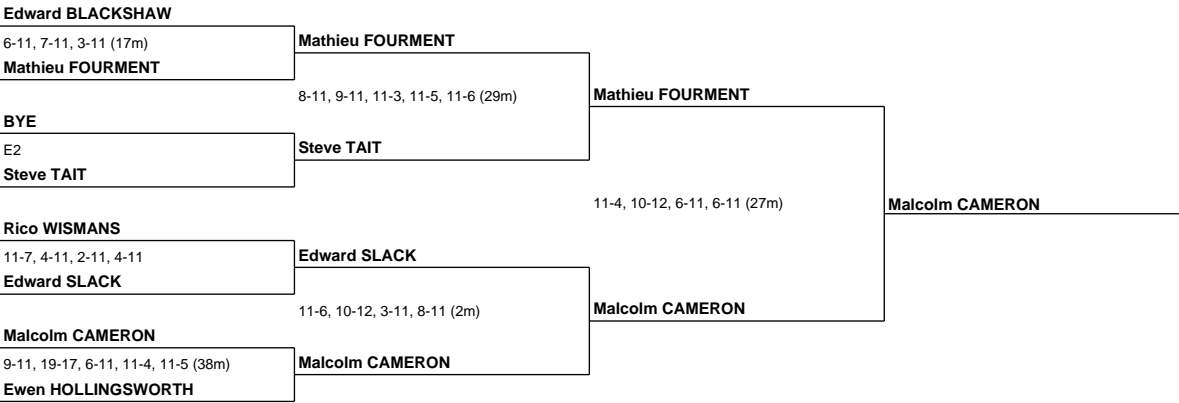 Edward BLACKSHAW
6-11, 7-11, 3-11 (17m)
Mathieu FOURMENT
BYE
E2
Steve TAIT
Rico WISMANS
11-7, 4-11, 2-11, 4-11
Edward SLACK
Malcolm CAMERON
9-11, 19-17, 6-11, 11-4, 11-5 (38m)
Ewen HOLLINGSWORTH
Mathieu FOURMENT
8-11, 9-11, 11-3, 11-5, 11-6 (29m)
Steve TAIT
Edward SLACK
11-6, 10-12, 3-11, 8-11 (2m)
Malcolm CAMERON
Mathieu FOURMENT
11-4, 10-12, 6-11, 6-11 (27m)
Malcolm CAMERON
Malcolm CAMERON